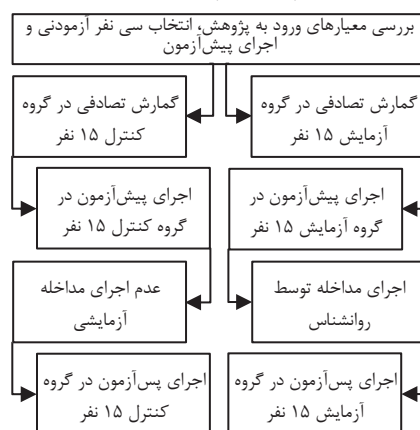 بررسی معیارهای ورود به پژوهش، انتخاب سی نفر آزمودنی و
اجرای پیش‌آزمون
گمارش تصادفی در گروه
آزمایش ۱۵ نفر
گمارش تصادفی در گروه
کنترل ۱۵ نفر
اجرای پیش‌آزمون در
گروه آزمایش ۱۵ نفر
اجرای پیش‌آزمون در
گروه کنترل ۱۵ نفر
اجرای مداخله توسط
روانشناس
عدم اجرای مداخله
آزمایشی
اجرای پس‌آزمون در گروه
آزمایش ۱۵ نفر
اجرای پس‌آزمون در گروه
کنترل ۱۵ نفر